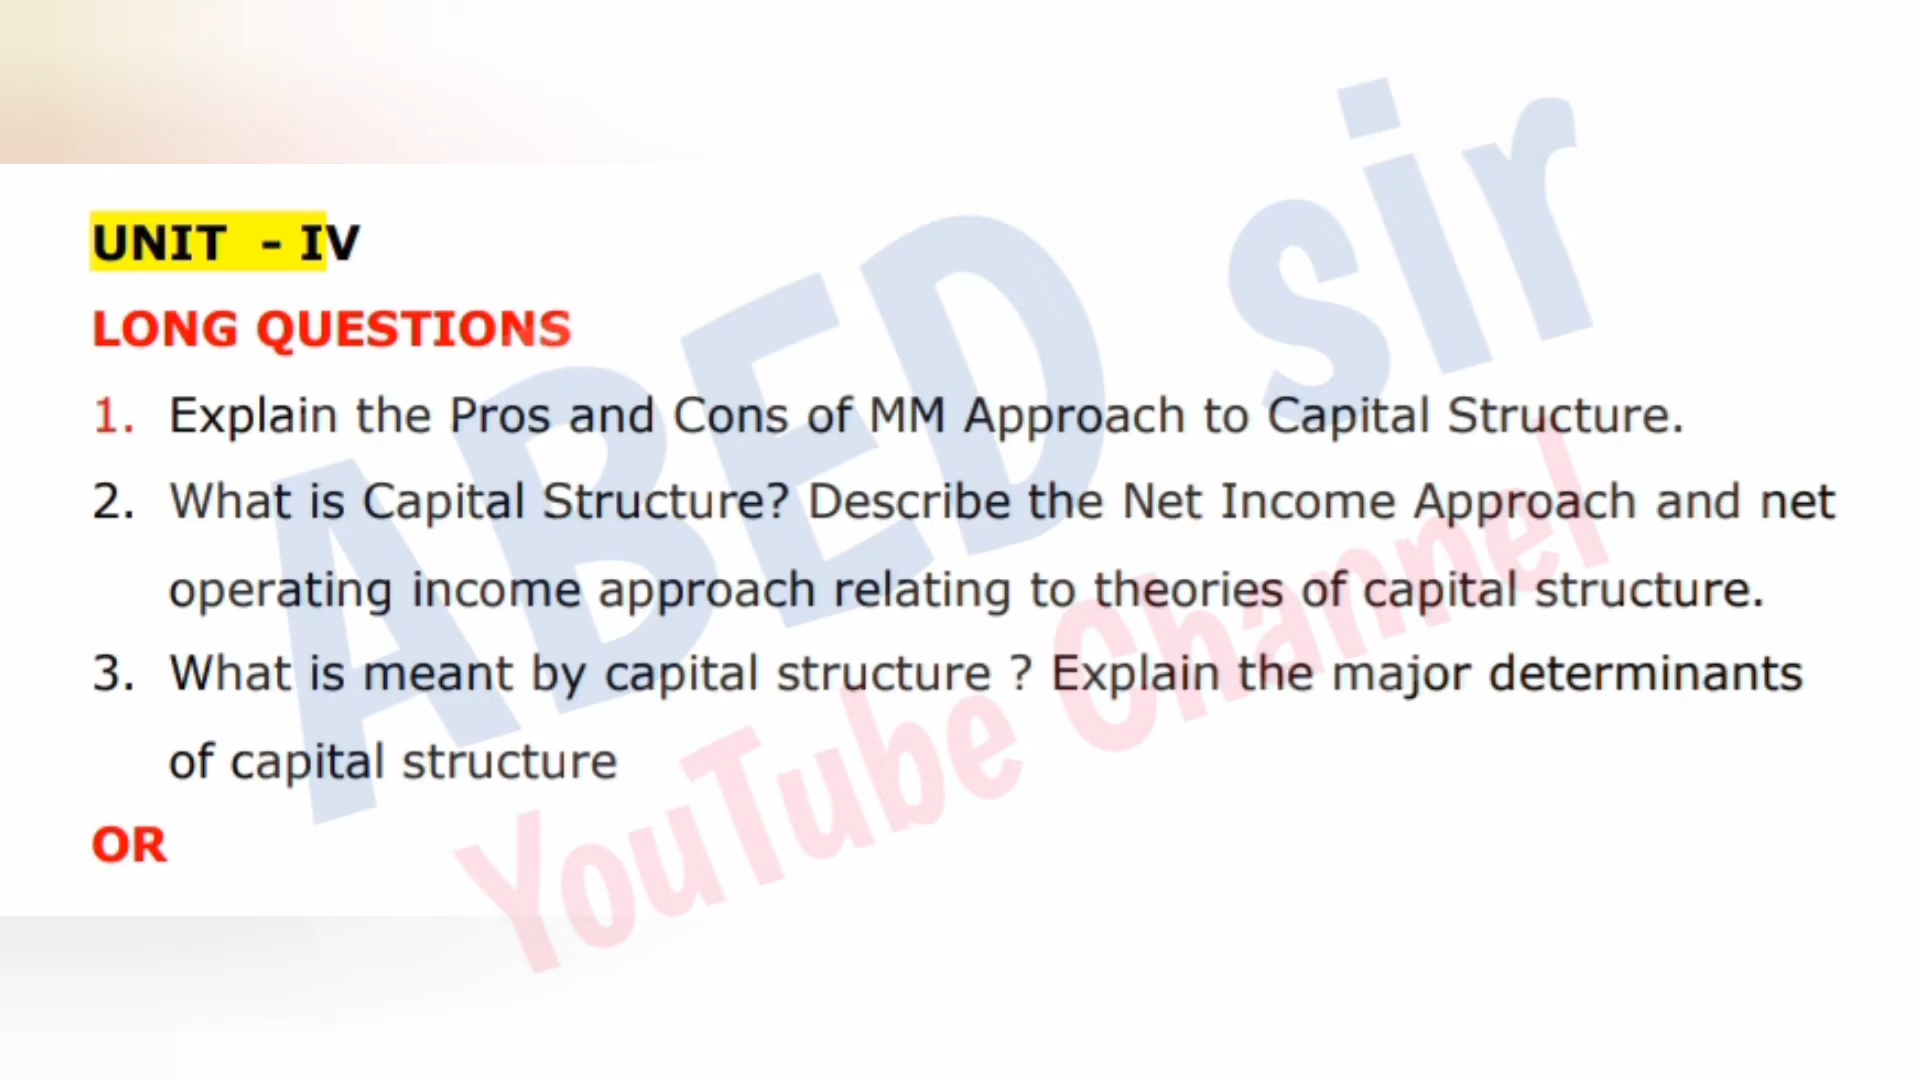 UNIT - IV
LONG QUESTIONS
1. Explain the Pros and Cons of MM Approach to Capital Structure.
2. What is Capital Structure? Describe the Net Income Approach and net
operating income approach relating to theories of capital structure.
3. What is meant by capital structure ? Explain the major determinants
of capital structure
OR
ABED sir
YouTube Channel